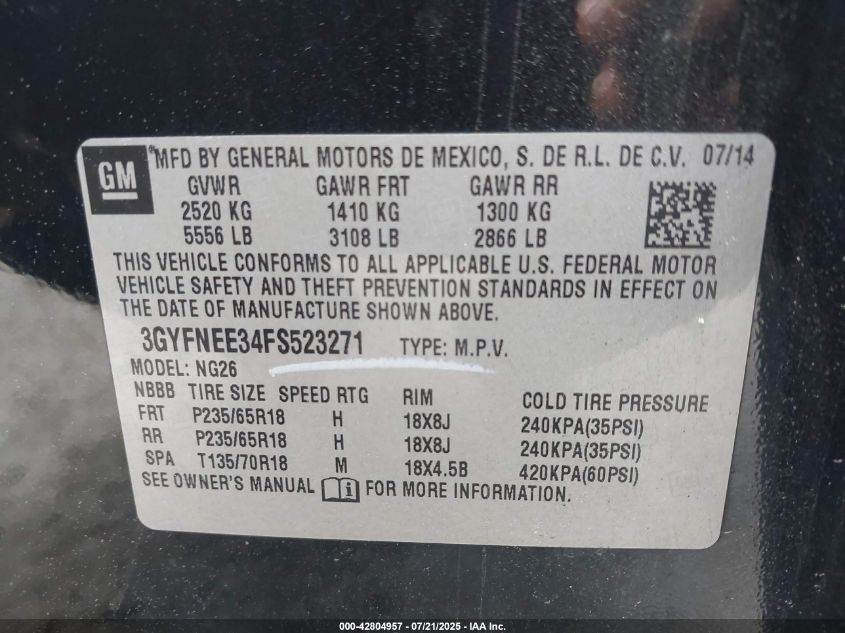 GM
*MFD BY GENERAL MOTORS DE MEXICO, S. DE R.L. DE C.V. 07/14
GVWR GAWR FRT GAWR RR
2520 KG 1410 KG 1300 KG
5556 LB 3108 LB 2866 LB
THIS VEHICLE CONFORMS TO ALL APPLICABLE U.S. FEDERAL MOTOR
VEHICLE SAFETY AND THEFT PREVENTION STANDARDS IN EFFECT ON
THE DATE OF MANUFACTURE SHOWN ABOVE.
3GYFNEE34FS523271 TYPE: M.P.V.
MODEL: NG26
NBBB TIRE SIZE SPEED RTG RIM COLD TIRE PRESSURE
FRT P235/65R18 H 18X8J 240KPA(35PSI)
RR P235/65R18 H 18X8J 240KPA(35PSI)
SPA T135/70R18 M 18X4.5B 420KPA(60PSI)
SEE OWNER'S MANUAL FOR MORE INFORMATION.
000-42804957 - 07/21/2025 - IAA Inc.